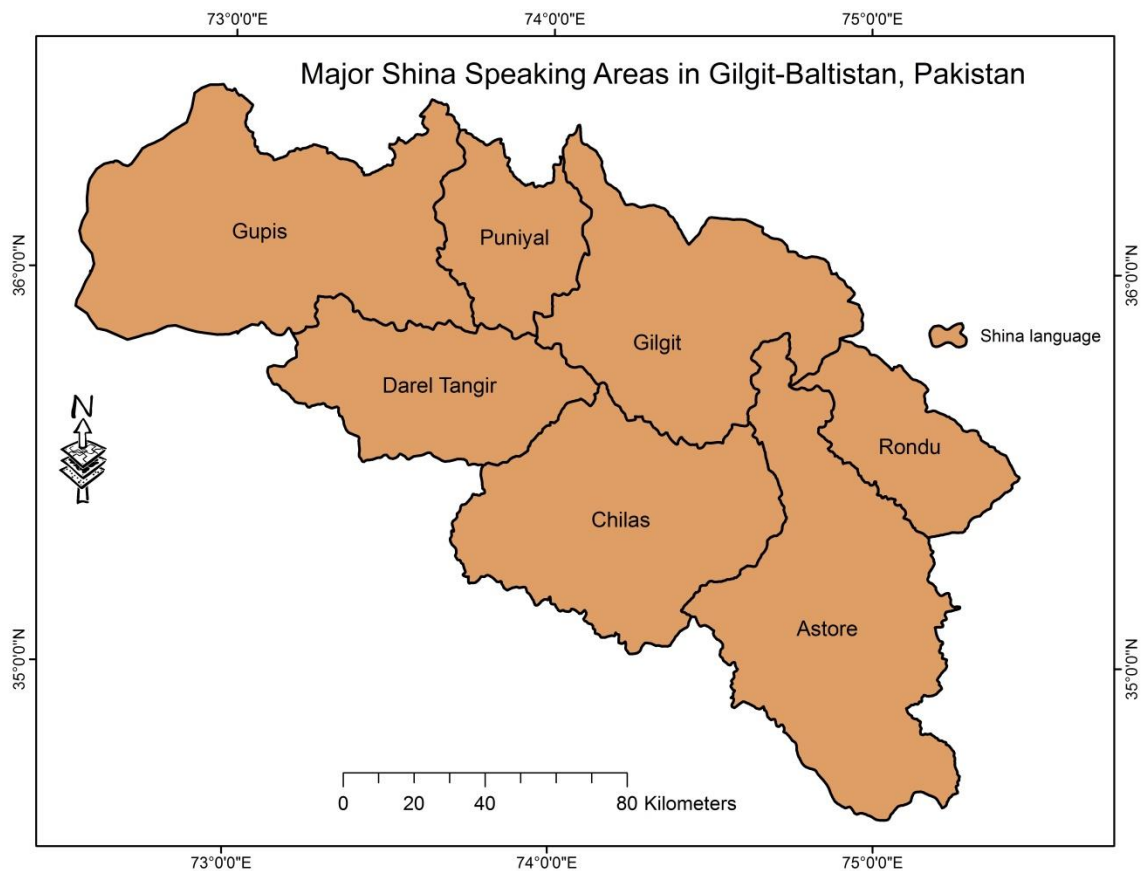 73°0'0"E 74°0'0"E 75°0'0"E
Major Shina Speaking Areas in Gilgit-Baltistan, Pakistan
Gupis
Puniyal
36°0'0"N
36°0'0"N
Gilgit
Shina language
Darel Tangir
N
Rondu
Chilas
Astore
35°0'0"N
35°0'0"N
0 20 40 80 Kilometers
73°0'0"E 74°0'0"E 75°0'0"E